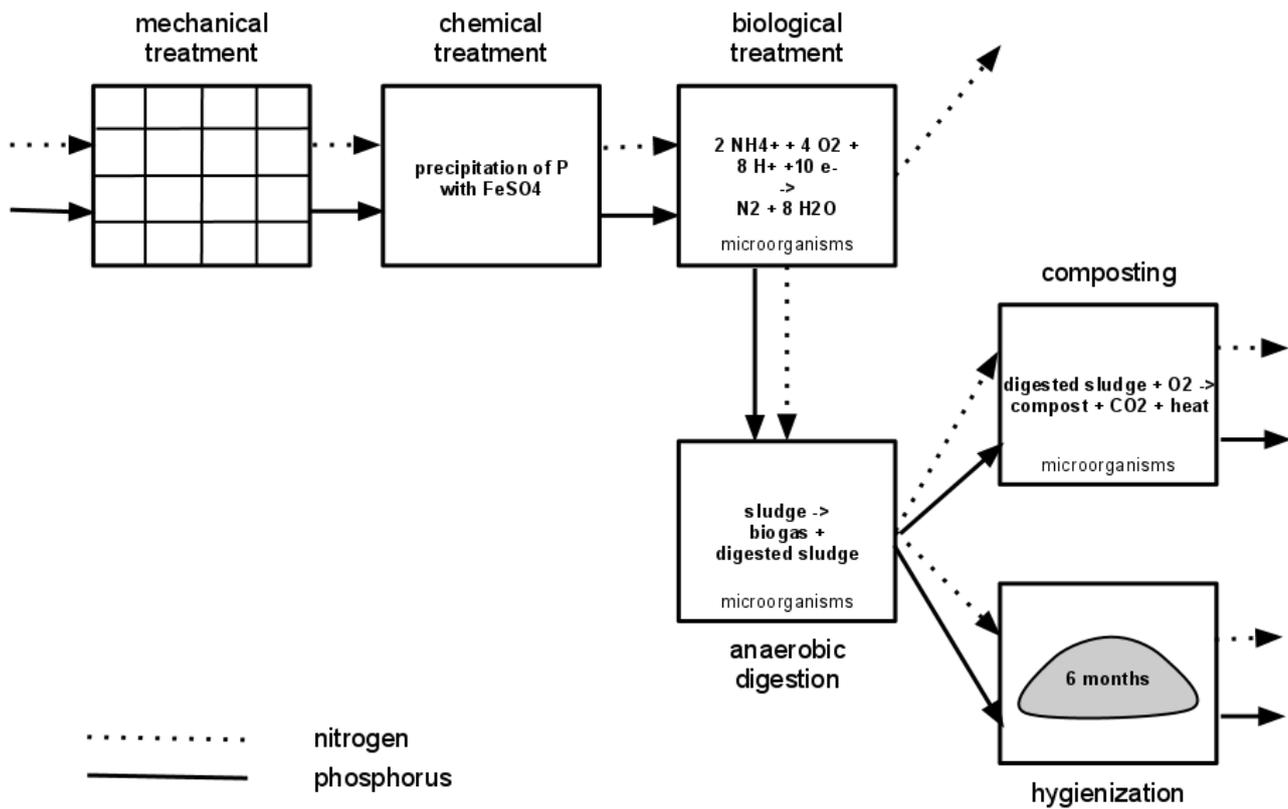 mechanical
treatment
chemical
treatment
biological
treatment
precipitation of P
with FeSO4
2 NH4+ + 4 O2 +
8 H+ +10 e-
->
N2 + 8 H2O
microorganisms
composting
digested sludge + O2 ->
compost + CO2 + heat
microorganisms
sludge ->
biogas +
digested sludge
microorganisms
anaerobic
digestion
6 months
hygienization
nitrogen
phosphorus